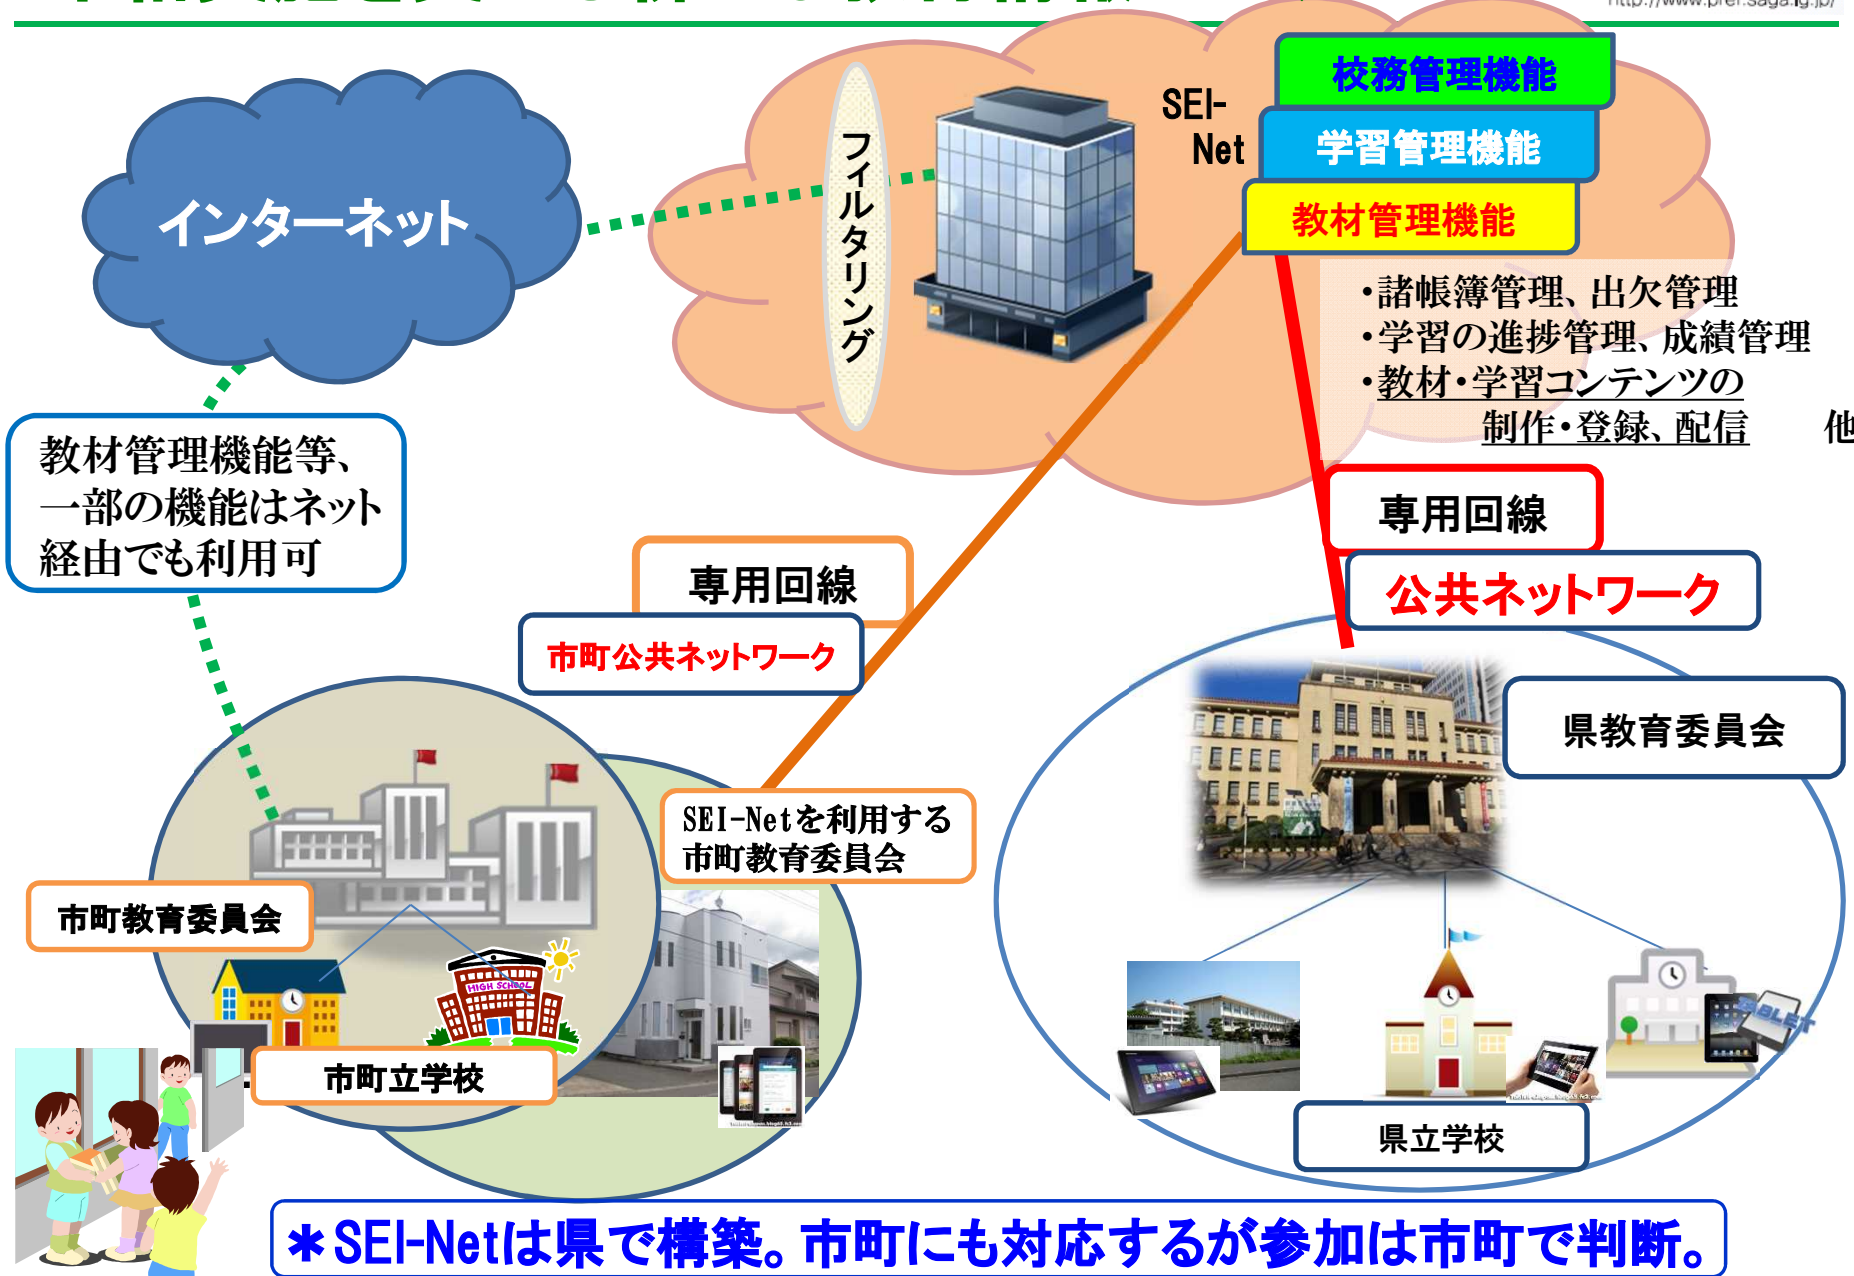 http://www.pref.saga.lg.jp/
校務管理機能
SEI-
Net
学習管理機能
教材管理機能
フィルタリング
インターネット
・諸帳簿管理、出欠管理
・学習の進捗管理、成績管理
・教材・学習コンテンツの
制作・登録、配信　　他
教材管理機能等、
一部の機能はネット
経由でも利用可
専用回線
公共ネットワーク
専用回線
市町公共ネットワーク
県教育委員会
SEI-Netを利用する
市町教育委員会
市町教育委員会
HIGH SCHOOL
市町立学校
県立学校
＊SEI-Netは県で構築。市町にも対応するが参加は市町で判断。